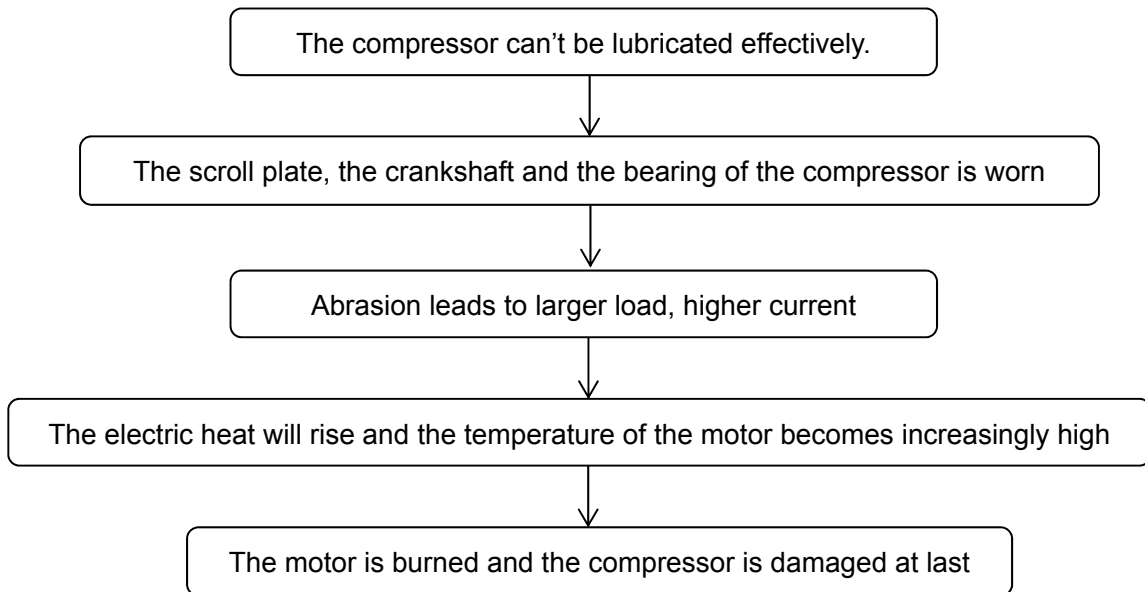 The compressor can’t be lubricated effectively.
The scroll plate, the crankshaft and the bearing of the compressor is worn
Abrasion leads to larger load, higher current
The electric heat will rise and the temperature of the motor becomes increasingly high
The motor is burned and the compressor is damaged at last